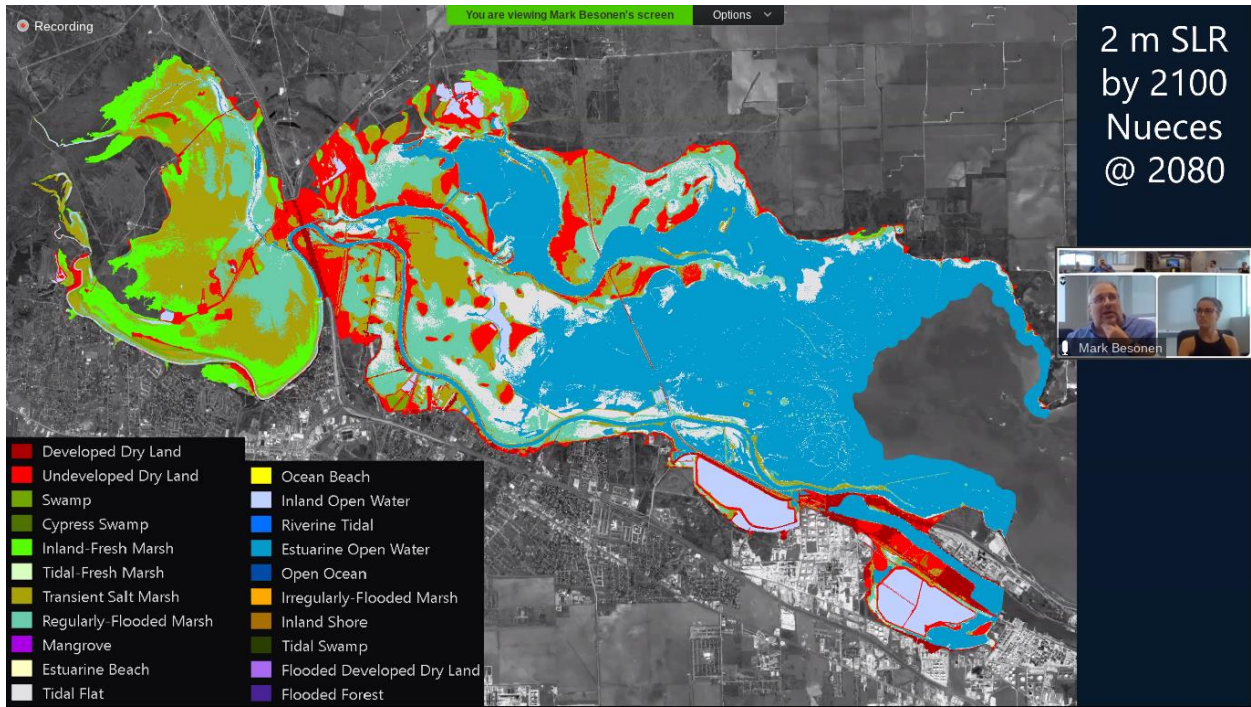 Recording
You are viewing Mark Besonen's screen
Options
2 m SLR
by 2100
Nueces
@ 2080
Mark Besonen
Developed Dry Land
Undeveloped Dry Land
Swamp
Cypress Swamp
Inland-Fresh Marsh
Tidal-Fresh Marsh
Transient Salt Marsh
Regularly-Flooded Marsh
Mangrove
Estuarine Beach
Tidal Flat
Ocean Beach
Inland Open Water
Riverine Tidal
Estuarine Open Water
Open Ocean
Irregularly-Flooded Marsh
Inland Shore
Tidal Swamp
Flooded Developed Dry Land
Flooded Forest